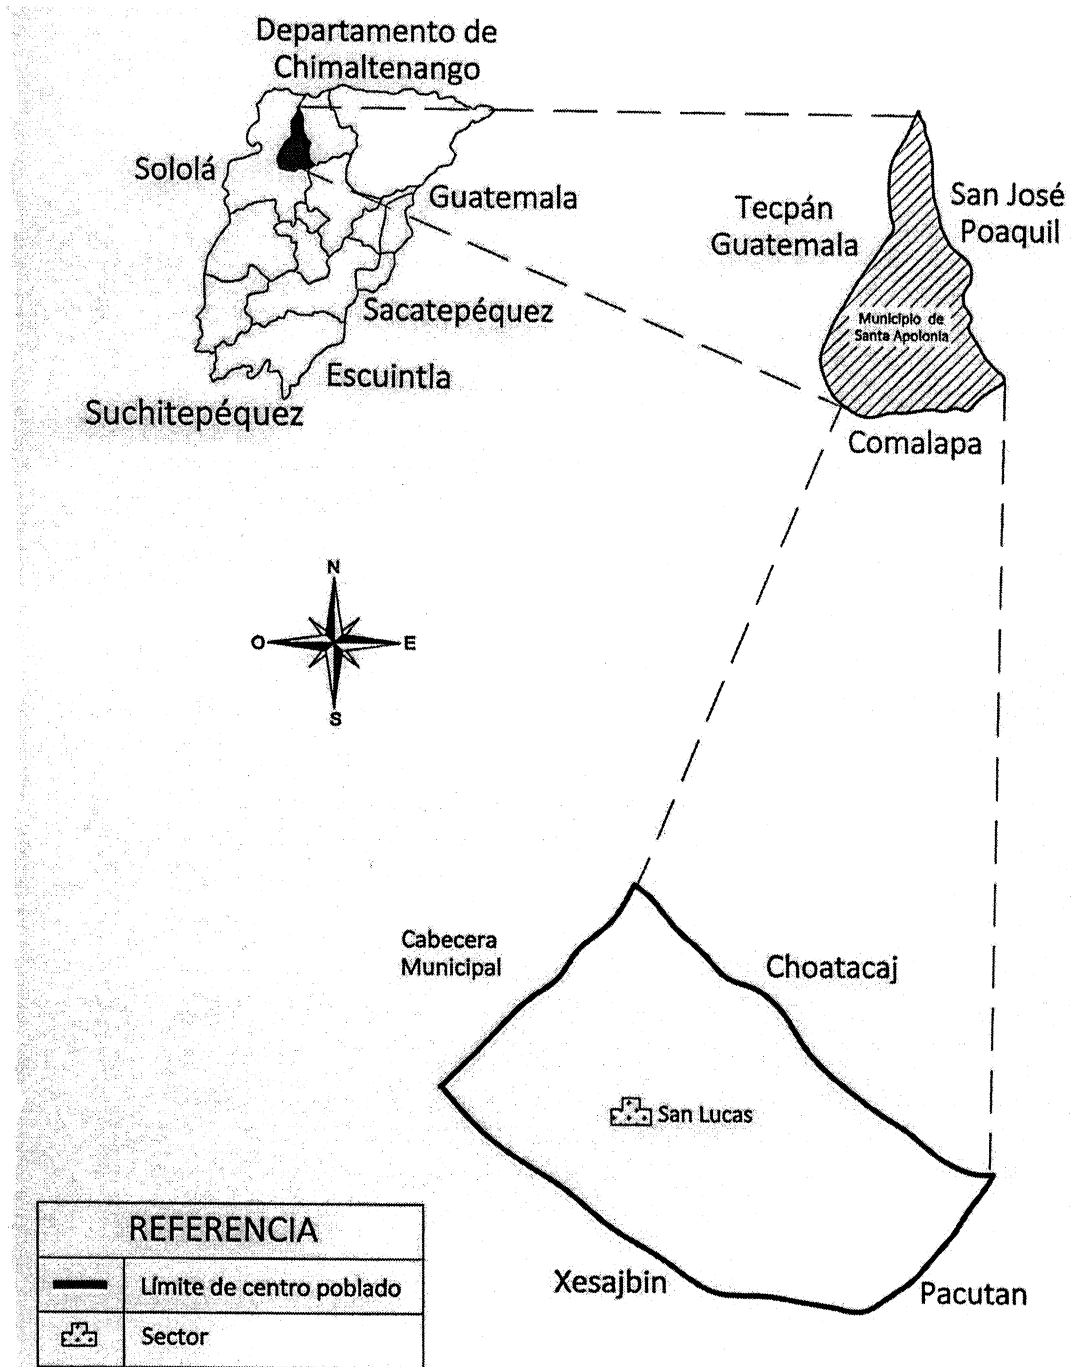 Departamento de
Chimaltenango
Sololá
Guatemala
Sacatepéquez
Escuintla
Suchitepéquez
Tecpán
Guatemala
San José
Poaquil
Municipio de
Santa Apolonia
Comalapa
N
O
E
S
Cabecera
Municipal
Choatacaj
San Lucas
Xesajbin
Pacutan
REFERENCIA
Límite de centro poblado
Sector